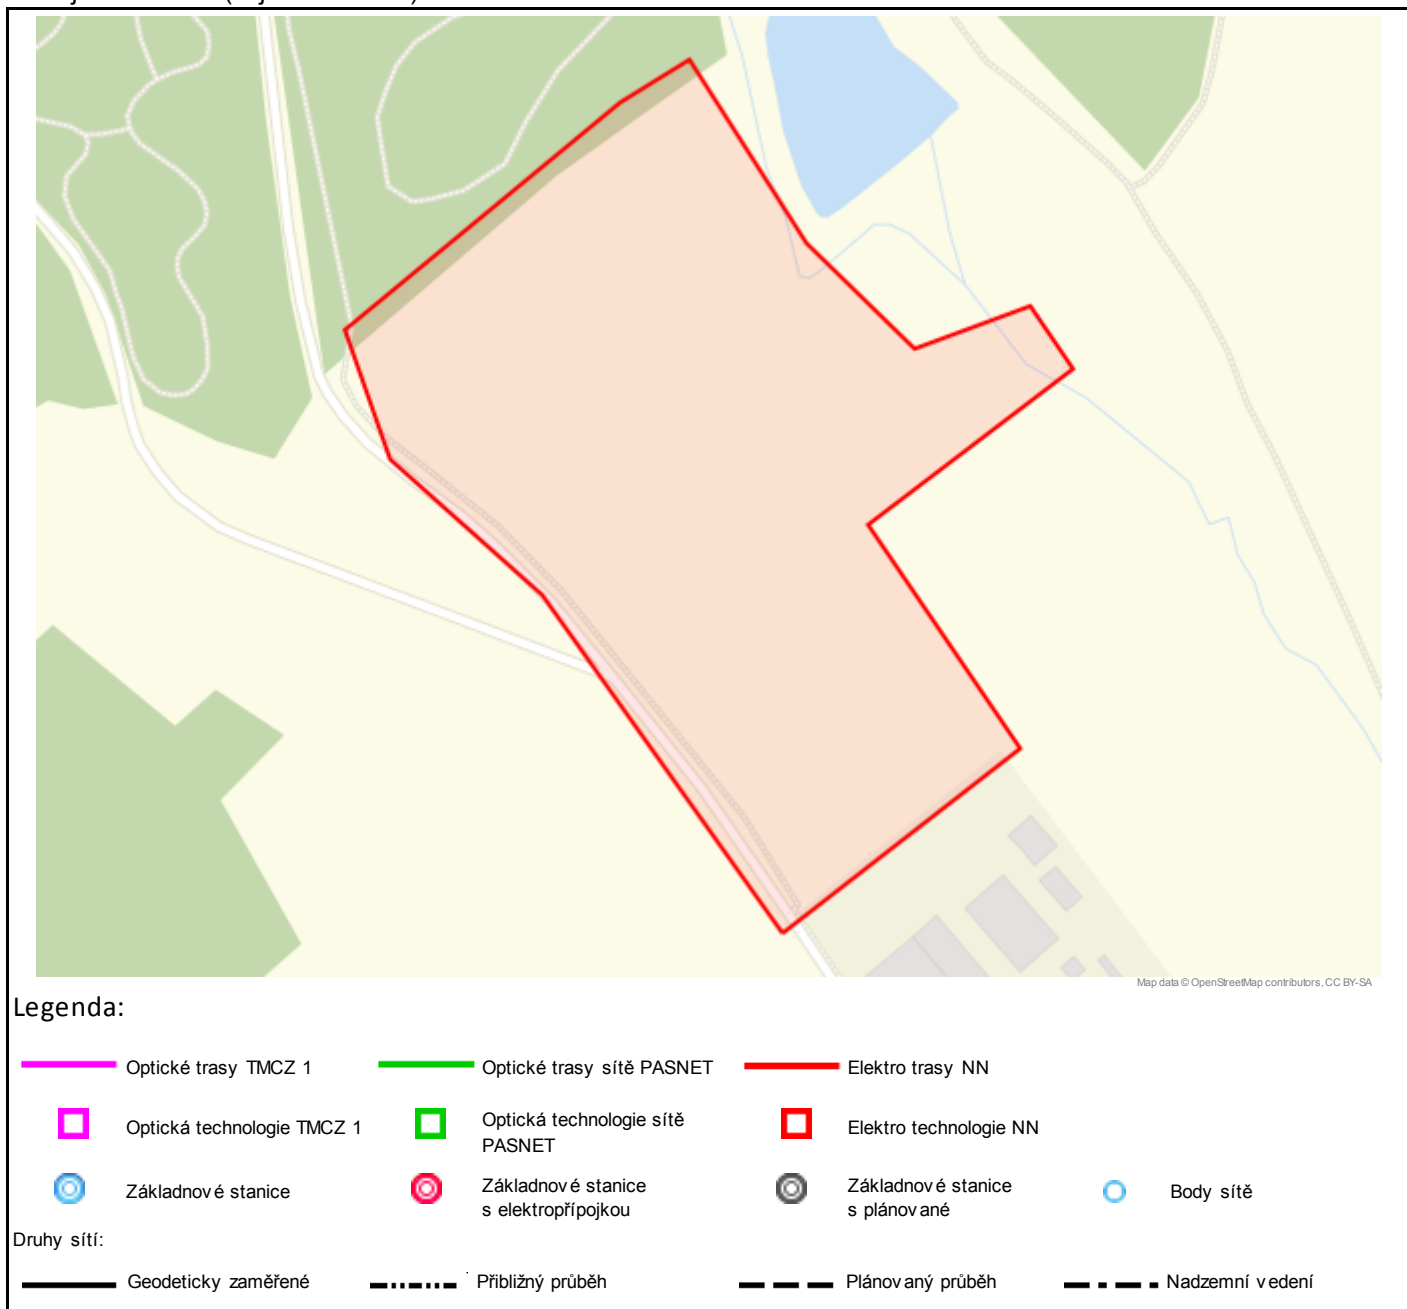 Map data © OpenStreetMap contributors, CC BY-SA
Legenda:
Optické trasy TMCZ 1
Optické trasy sítě PASNET
Elektro trasy NN
Optická technologie TMCZ 1
Optická technologie sítě
PASNET
Elektro technologie NN
Základnové stanice
Základnové stanice
s elektropřípojkou
Základnové stanice
s plánované
Body sítě
Druhy sítí:
Geodeticky zaměřené
Přibližný průběh
Plánovaný průběh
Nadzemní vedení